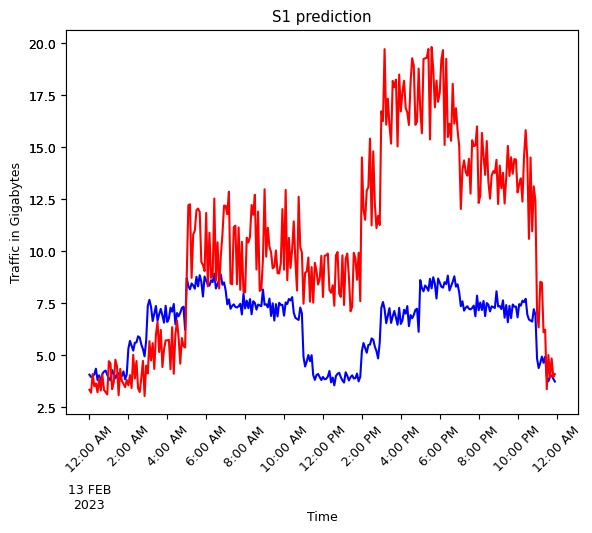 S1 prediction
20.0
17.5
15.0
12.5
10.0
7.5
5.0
2.5
Traffic in Gigabytes
12:00 AM
2:00 AM
4:00 AM
6:00 AM
8:00 AM
10:00 AM
12:00 PM
2:00 PM
4:00 PM
6:00 PM
8:00 PM
10:00 PM
12:00 AM
13 FEB
2023
Time